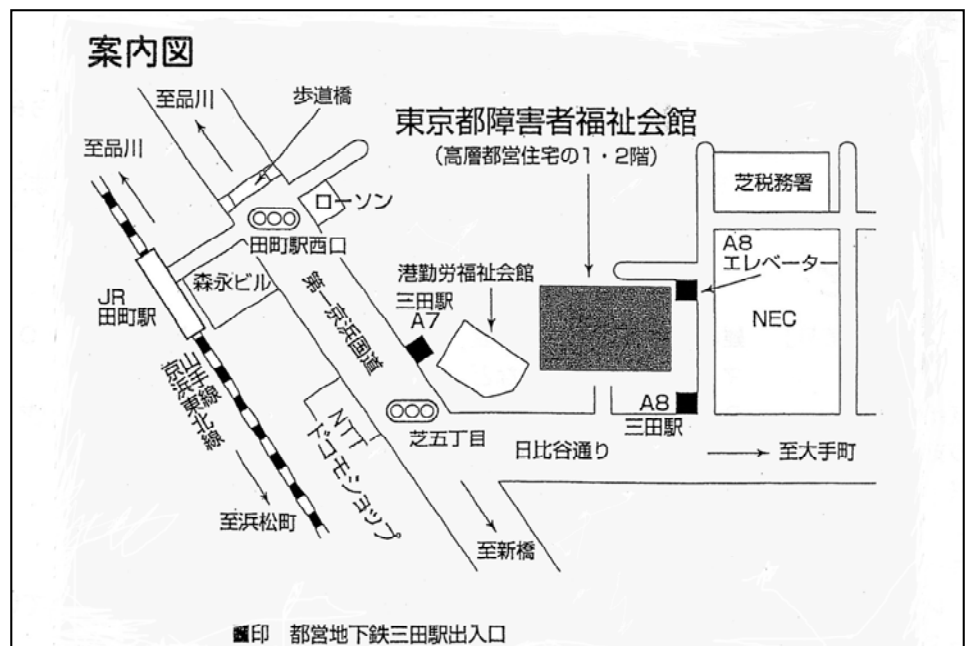 案内図
至品川
歩道橋
至品川
東京都障害者福祉会館
(高層都営住宅の1・2階)
芝税務署
ローソン
田町駅西口
A8
エレベーター
森永ビル
港勤労福祉会館
三田駅
A7
JR
田町駅
第一京浜国道
NEC
山手線
京浜東北線
A8
三田駅
芝五丁目
NTT
ドコモショップ
日比谷通り
至大手町
至浜松町
至新橋
印 都営地下鉄三田駅出入口